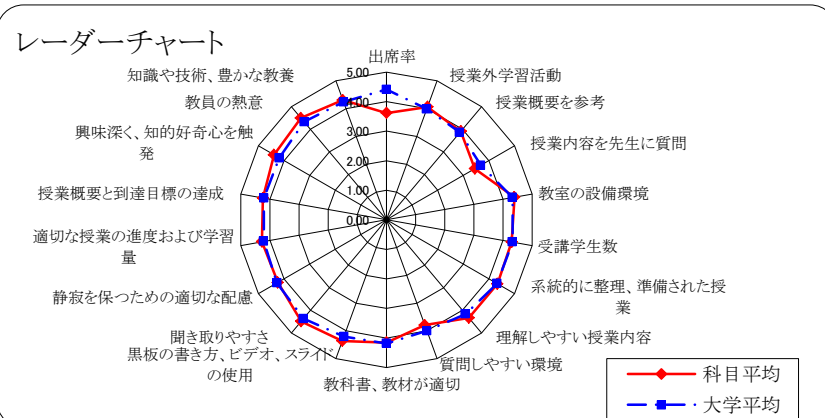 レーダーチャート
出席率
授業外学習活動
授業概要を参考
授業内容を先生に質問
教室の設備環境
受講学生数
系統的に整理、準備された授
業
理解しやすい授業内容
質問しやすい環境
教科書、教材が適切
黒板の書き方、ビデオ、スライド
の使用
聞き取りやすさ
静寂を保つための適切な配慮
適切な授業の進度および学習
量
授業概要と到達目標の達成
興味深く、知的好奇心を触
発
教員の熱意
知識や技術、豊かな教養
5.00
4.00
3.00
2.00
1.00
0.00
科目平均
大学平均